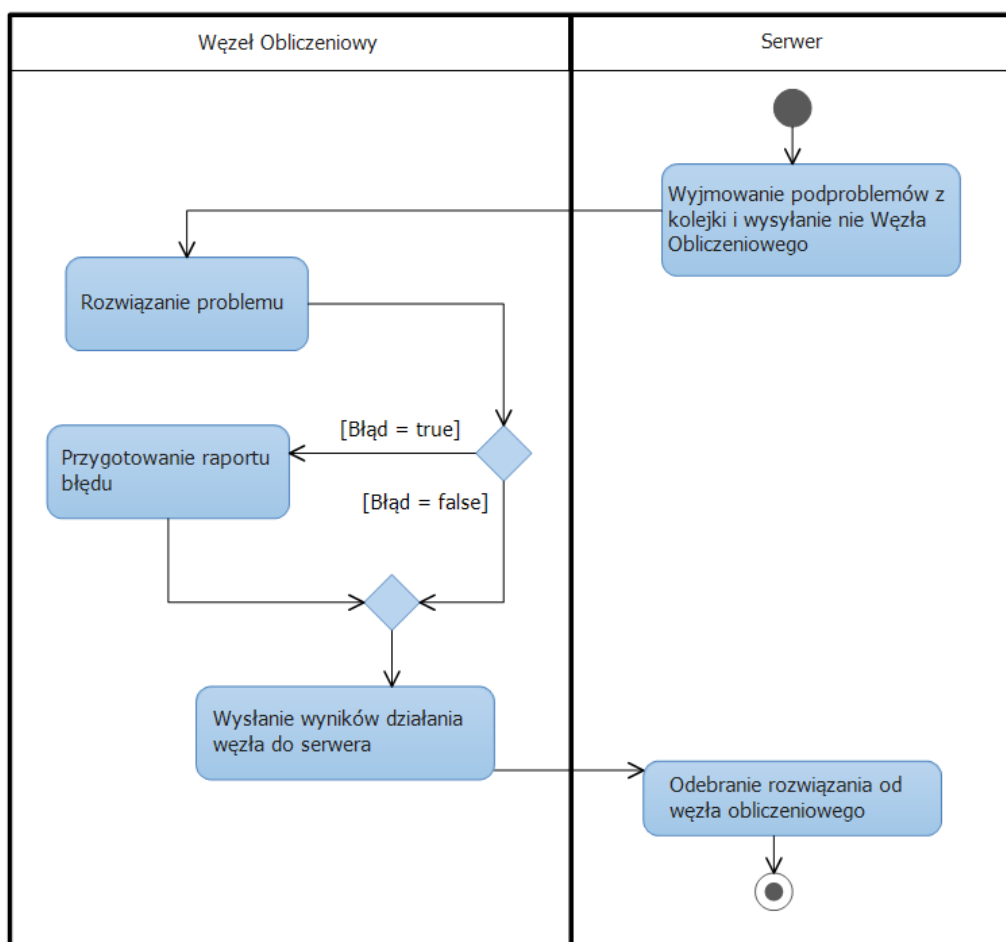 Węzeł Obliczeniowy
Serwer
Wyjmowanie podproblemów z
kolejki i wysyłanie nie Węzła
Obliczeniowego
Rozwiązanie problemu
[Błąd = true]
Przygotowanie raportu
błędu
[Błąd = false]
Wysłanie wyników działania
węzła do serwera
Odebranie rozwiązania od
węzła obliczeniowego